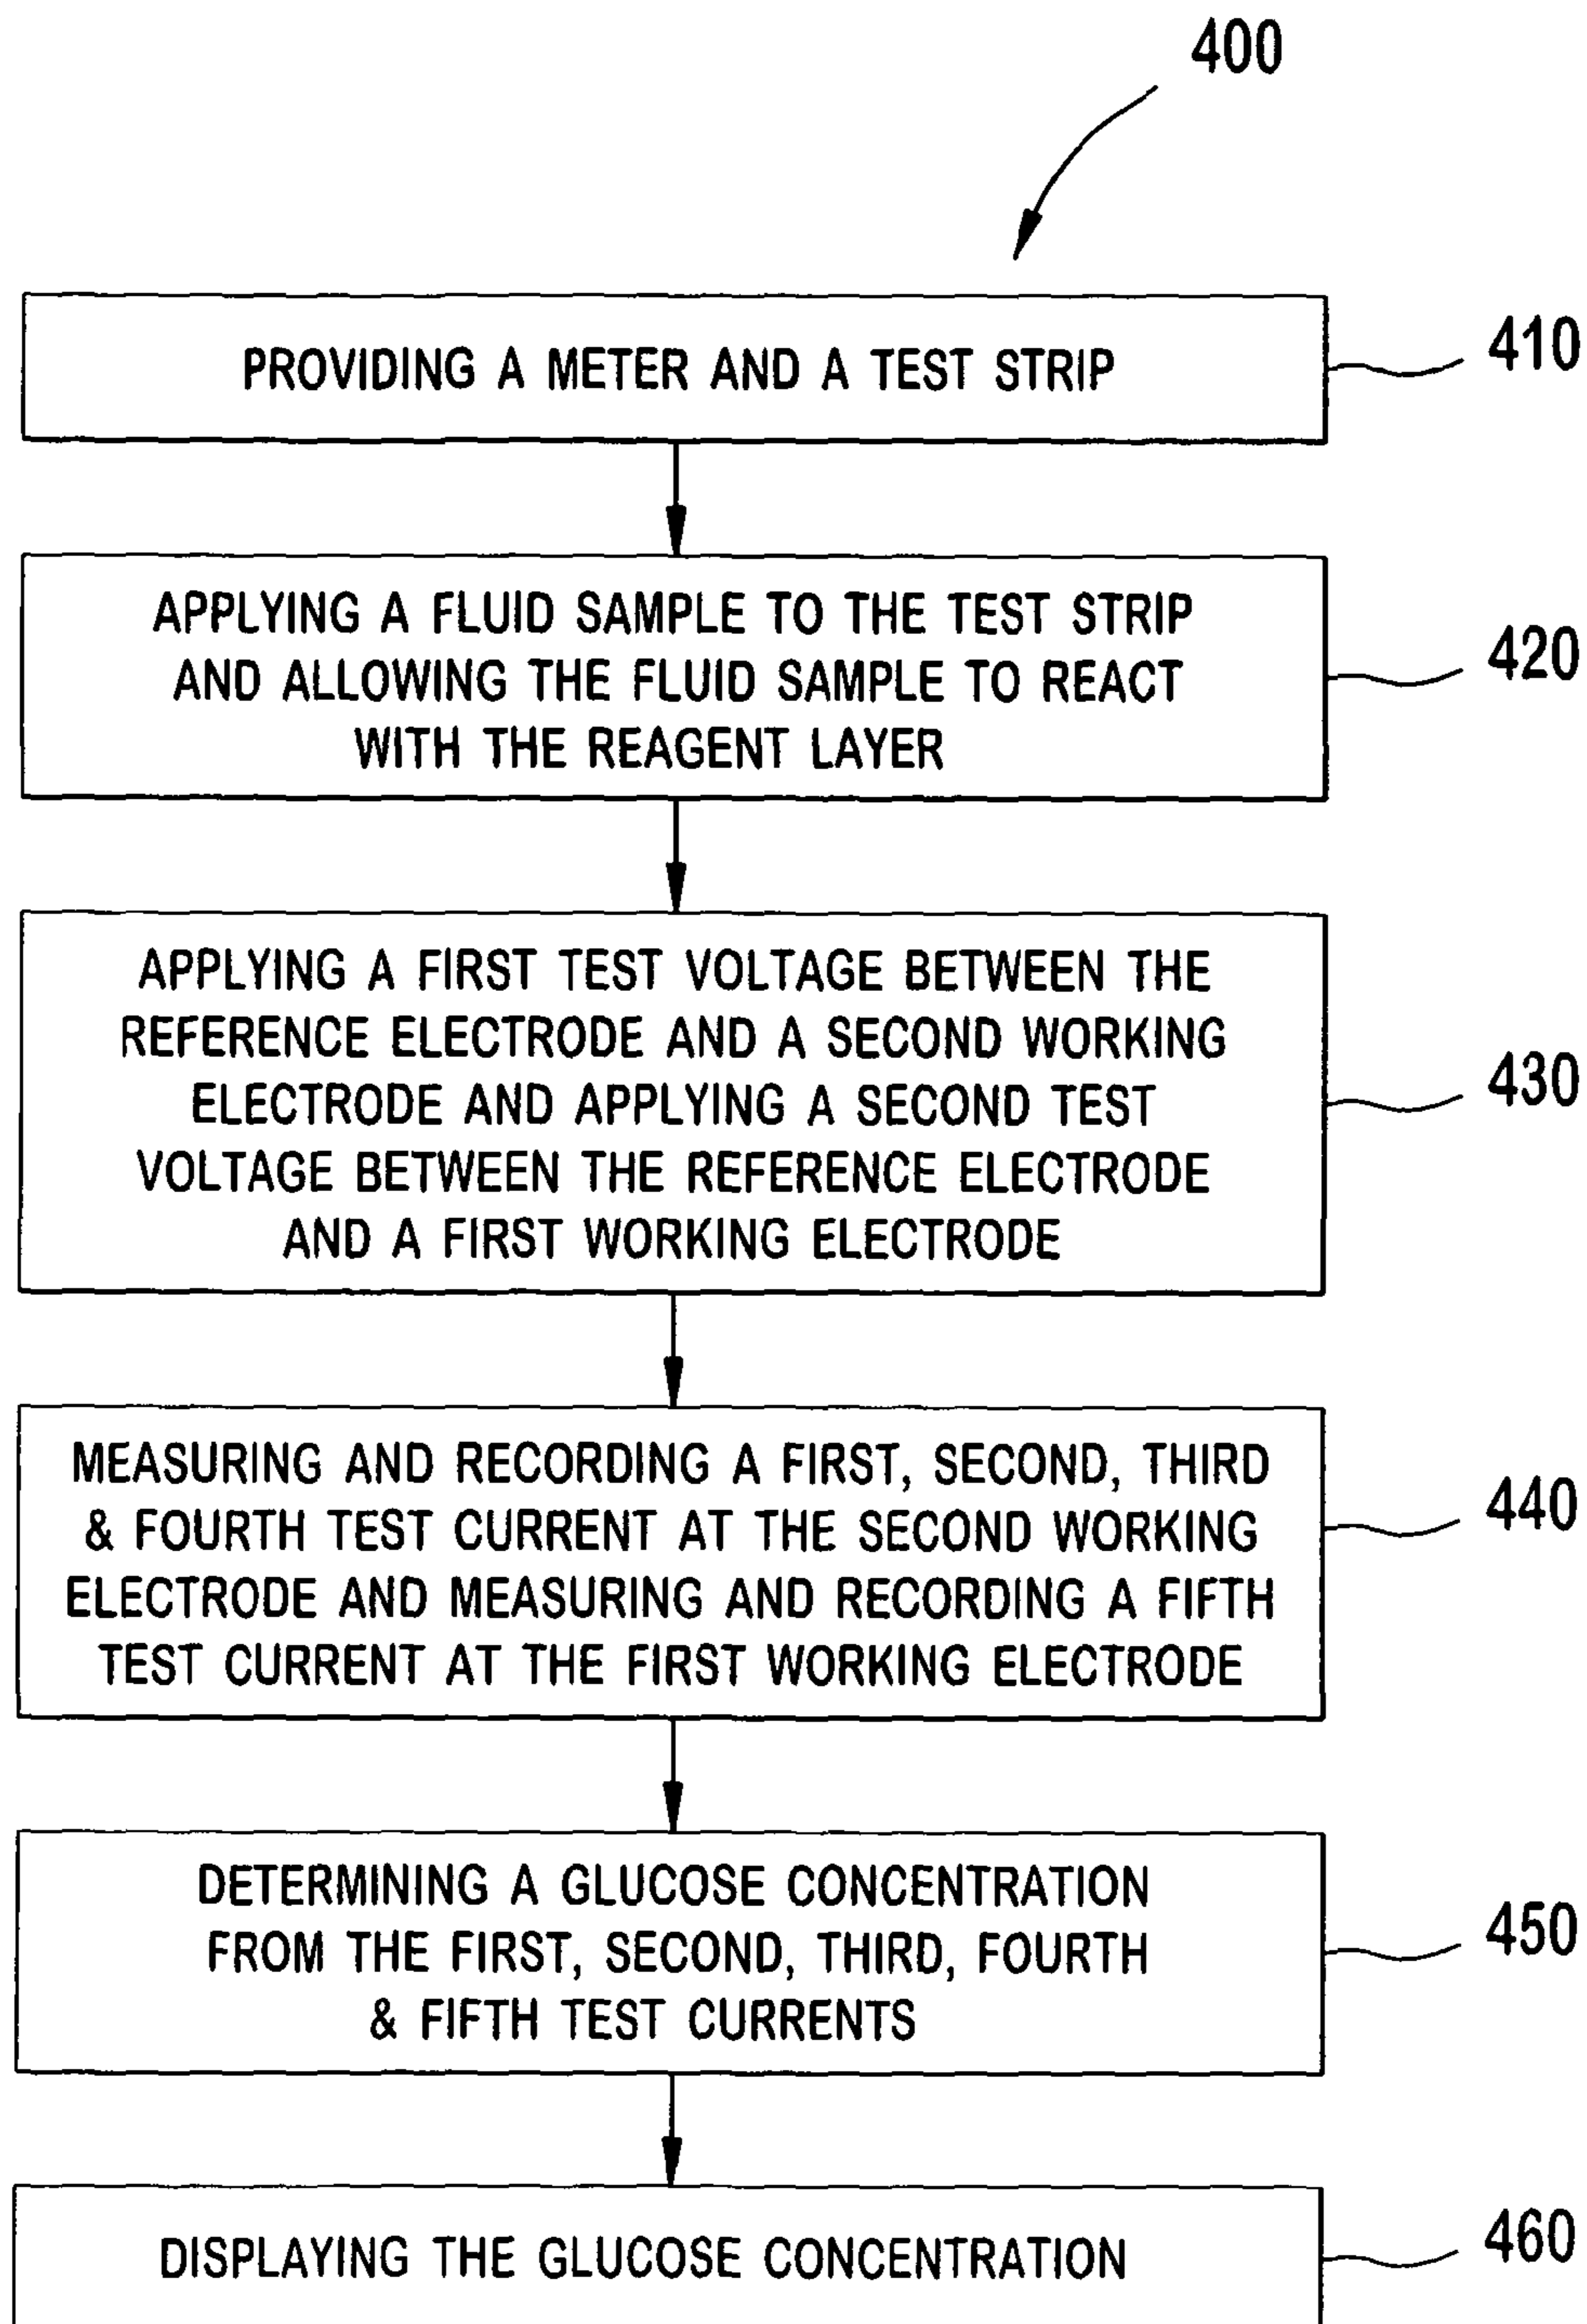 400
PROVIDING A METER AND A TEST STRIP
410
APPLYING A FLUID SAMPLE TO THE TEST STRIP
AND ALLOWING THE FLUID SAMPLE TO REACT
WITH THE REAGENT LAYER
420
APPLYING A FIRST TEST VOLTAGE BETWEEN THE
REFERENCE ELECTRODE AND A SECOND WORKING
ELECTRODE AND APPLYING A SECOND TEST
VOLTAGE BETWEEN THE REFERENCE ELECTRODE
AND A FIRST WORKING ELECTRODE
430
MEASURING AND RECORDING A FIRST, SECOND, THIRD
& FOURTH TEST CURRENT AT THE SECOND WORKING
ELECTRODE AND MEASURING AND RECORDING A FIFTH
TEST CURRENT AT THE FIRST WORKING ELECTRODE
440
DETERMINING A GLUCOSE CONCENTRATION
FROM THE FIRST, SECOND, THIRD, FOURTH
& FIFTH TEST CURRENTS
450
DISPLAYING THE GLUCOSE CONCENTRATION
460